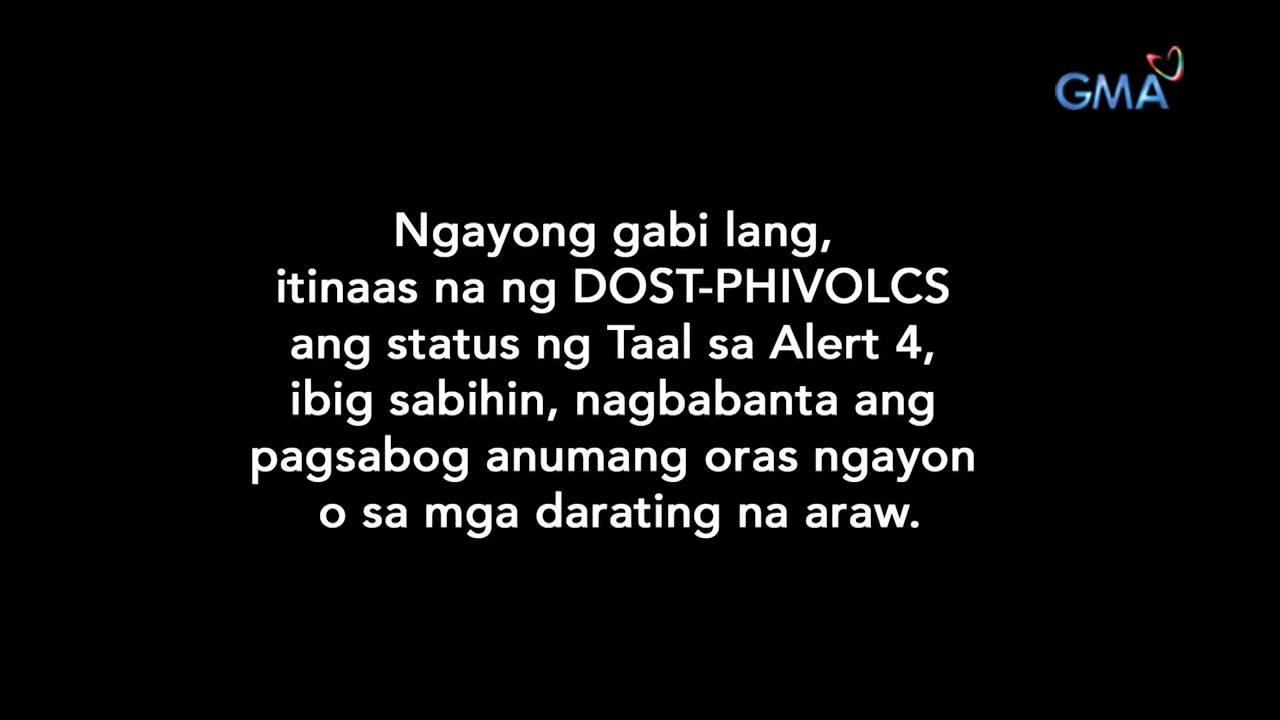 GMA
Ngayong gabi lang,
itinaas na ng DOST-PHIVOLCS
ang status ng Taal sa Alert 4,
ibig sabihin, nagbabanta ang
pagsabog anumang oras ngayon
o sa mga darating na araw.